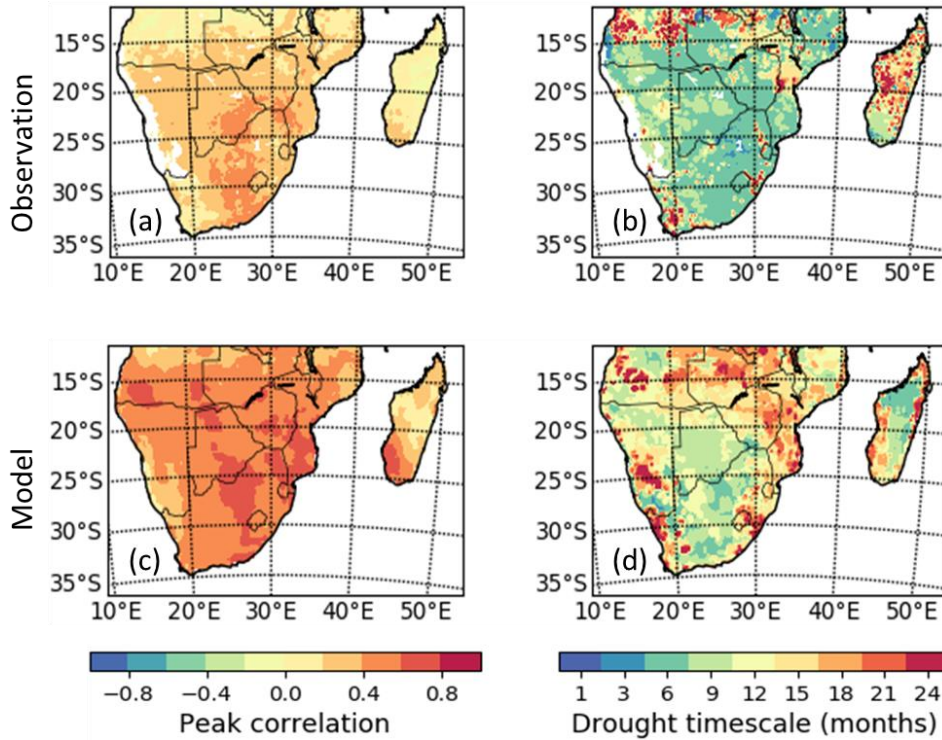 Observation
15°S
20°S
25°S
30°S
35°S
(a)
1
10°E 20°E 30°E 40°E 50°E
15°S
20°S
25°S
30°S
35°S
(b)
1
10°E 20°E 30°E 40°E 50°E
Model
15°S
20°S
25°S
30°S
35°S
(c)
10°E 20°E 30°E 40°E 50°E
15°S
20°S
25°S
30°S
35°S
(d)
10°E 20°E 30°E 40°E 50°E
−0.8 −0.4 0.0 0.4 0.8
Peak correlation
1 3 6 9 12 15 18 21 24
Drought timescale (months)